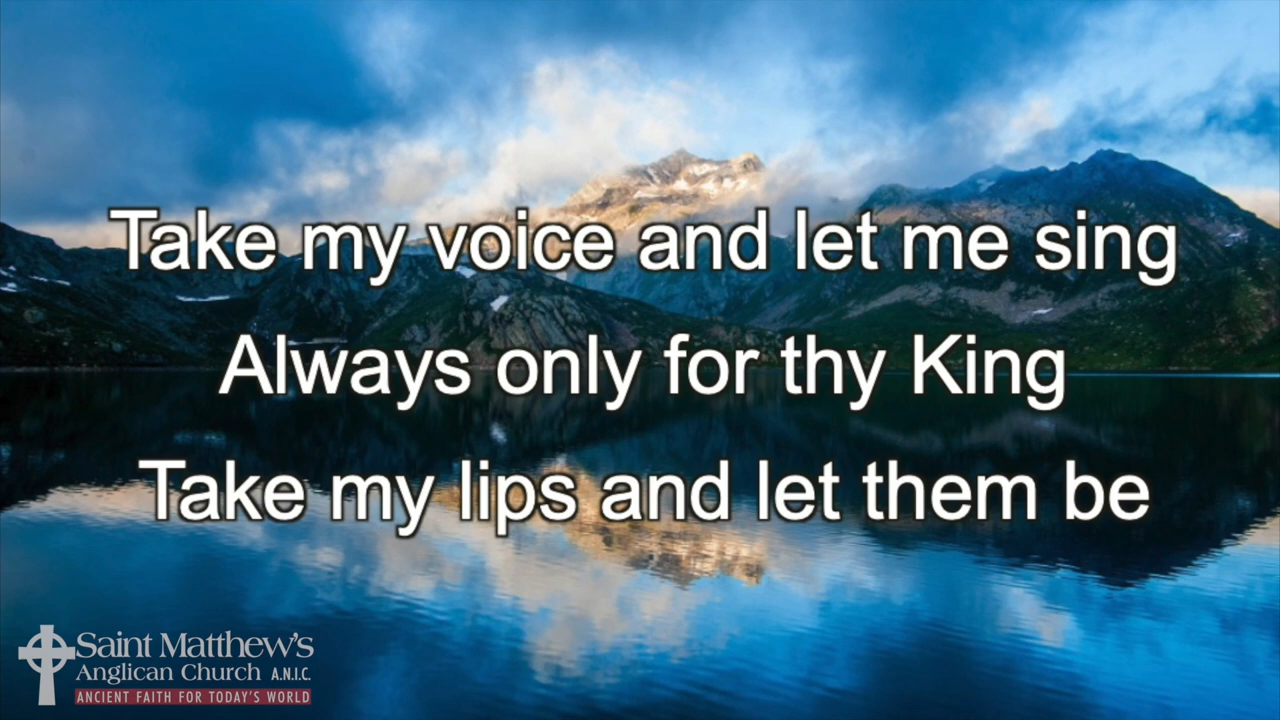 Take my voice and let me sing
Always only for thy King
Take my lips and let them be
Saint Matthew's
Anglican Church A.N.I.C.
ANCIENT FAITH FOR TODAY'S WORLD